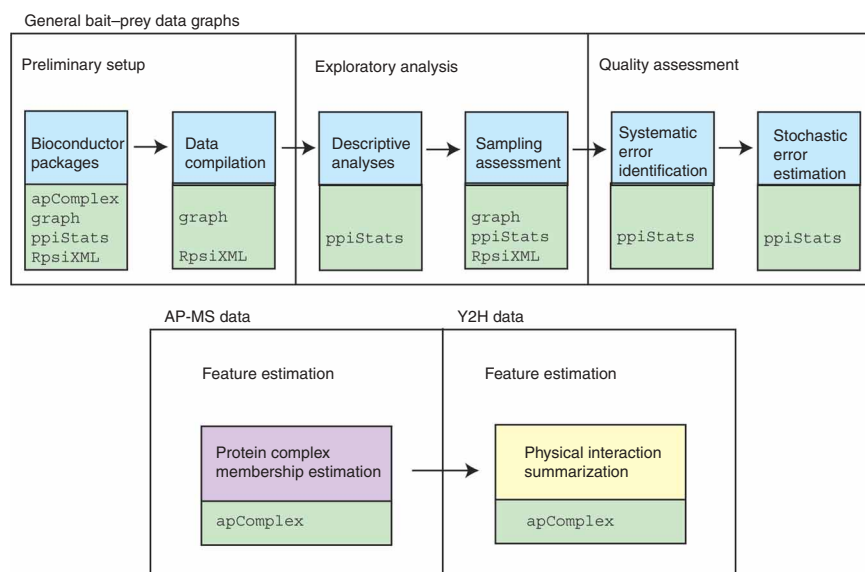 General bait–prey data graphs
Preliminary setup
Exploratory analysis
Quality assessment
Bioconductor
packages
Data
compilation
Descriptive
analyses
Sampling
assessment
Systematic
error
identification
Stochastic
error
estimation
apComplex
graph
ppiStats
RpsiXML
graph
RpsiXML
ppiStats
graph
ppiStats
RpsiXML
ppiStats
ppiStats
AP-MS data
Y2H data
Feature estimation
Feature estimation
Protein complex
membership estimation
Physical interaction
summarization
apComplex
apComplex